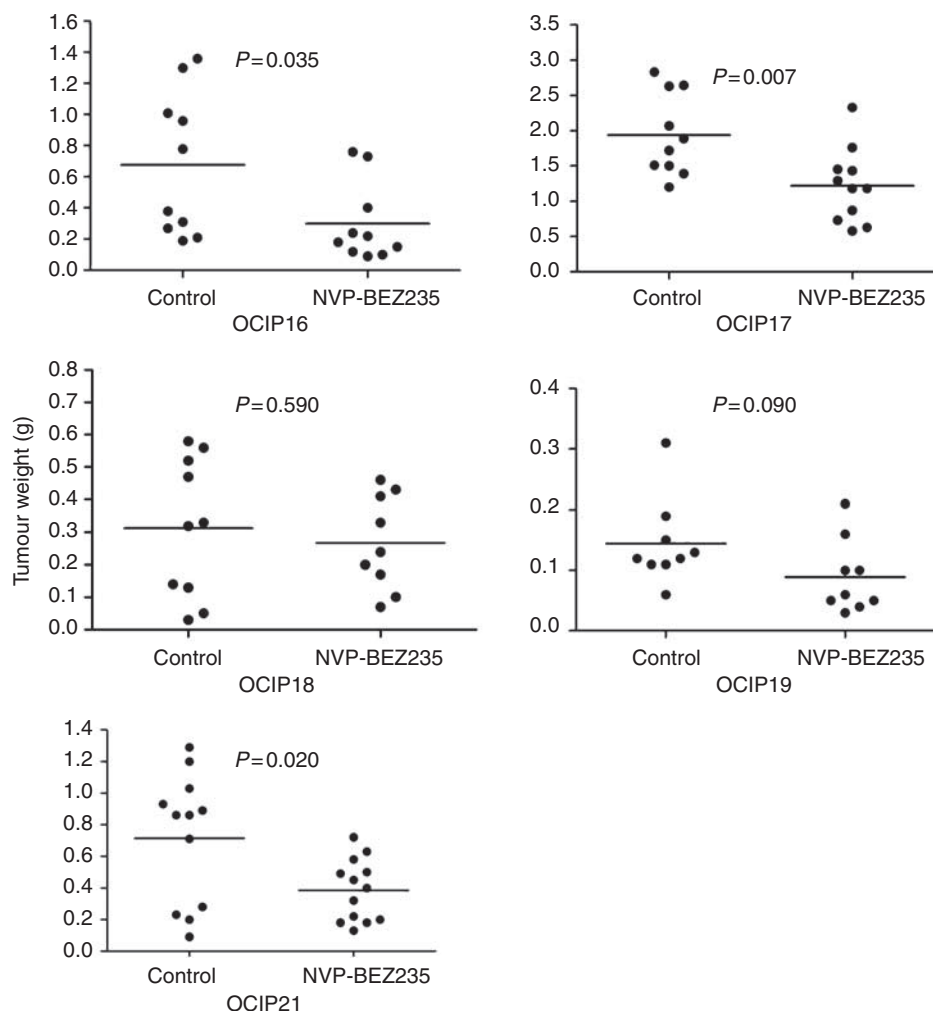 1.6
1.4
1.2
1.0
0.8
0.6
0.4
0.2
0.0
P=0.035
Control NVP-BEZ235
OCIP16
3.5
3.0
2.5
2.0
1.5
1.0
0.5
0.0
P=0.007
Control NVP-BEZ235
OCIP17
Tumour weight (g)
0.8
0.7
0.6
0.5
0.4
0.3
0.2
0.1
0.0
P=0.590
Control NVP-BEZ235
OCIP18
0.4
0.3
0.2
0.1
0.0
P=0.090
Control NVP-BEZ235
OCIP19
1.4
1.2
1.0
0.8
0.6
0.4
0.2
0.0
P=0.020
Control NVP-BEZ235
OCIP21